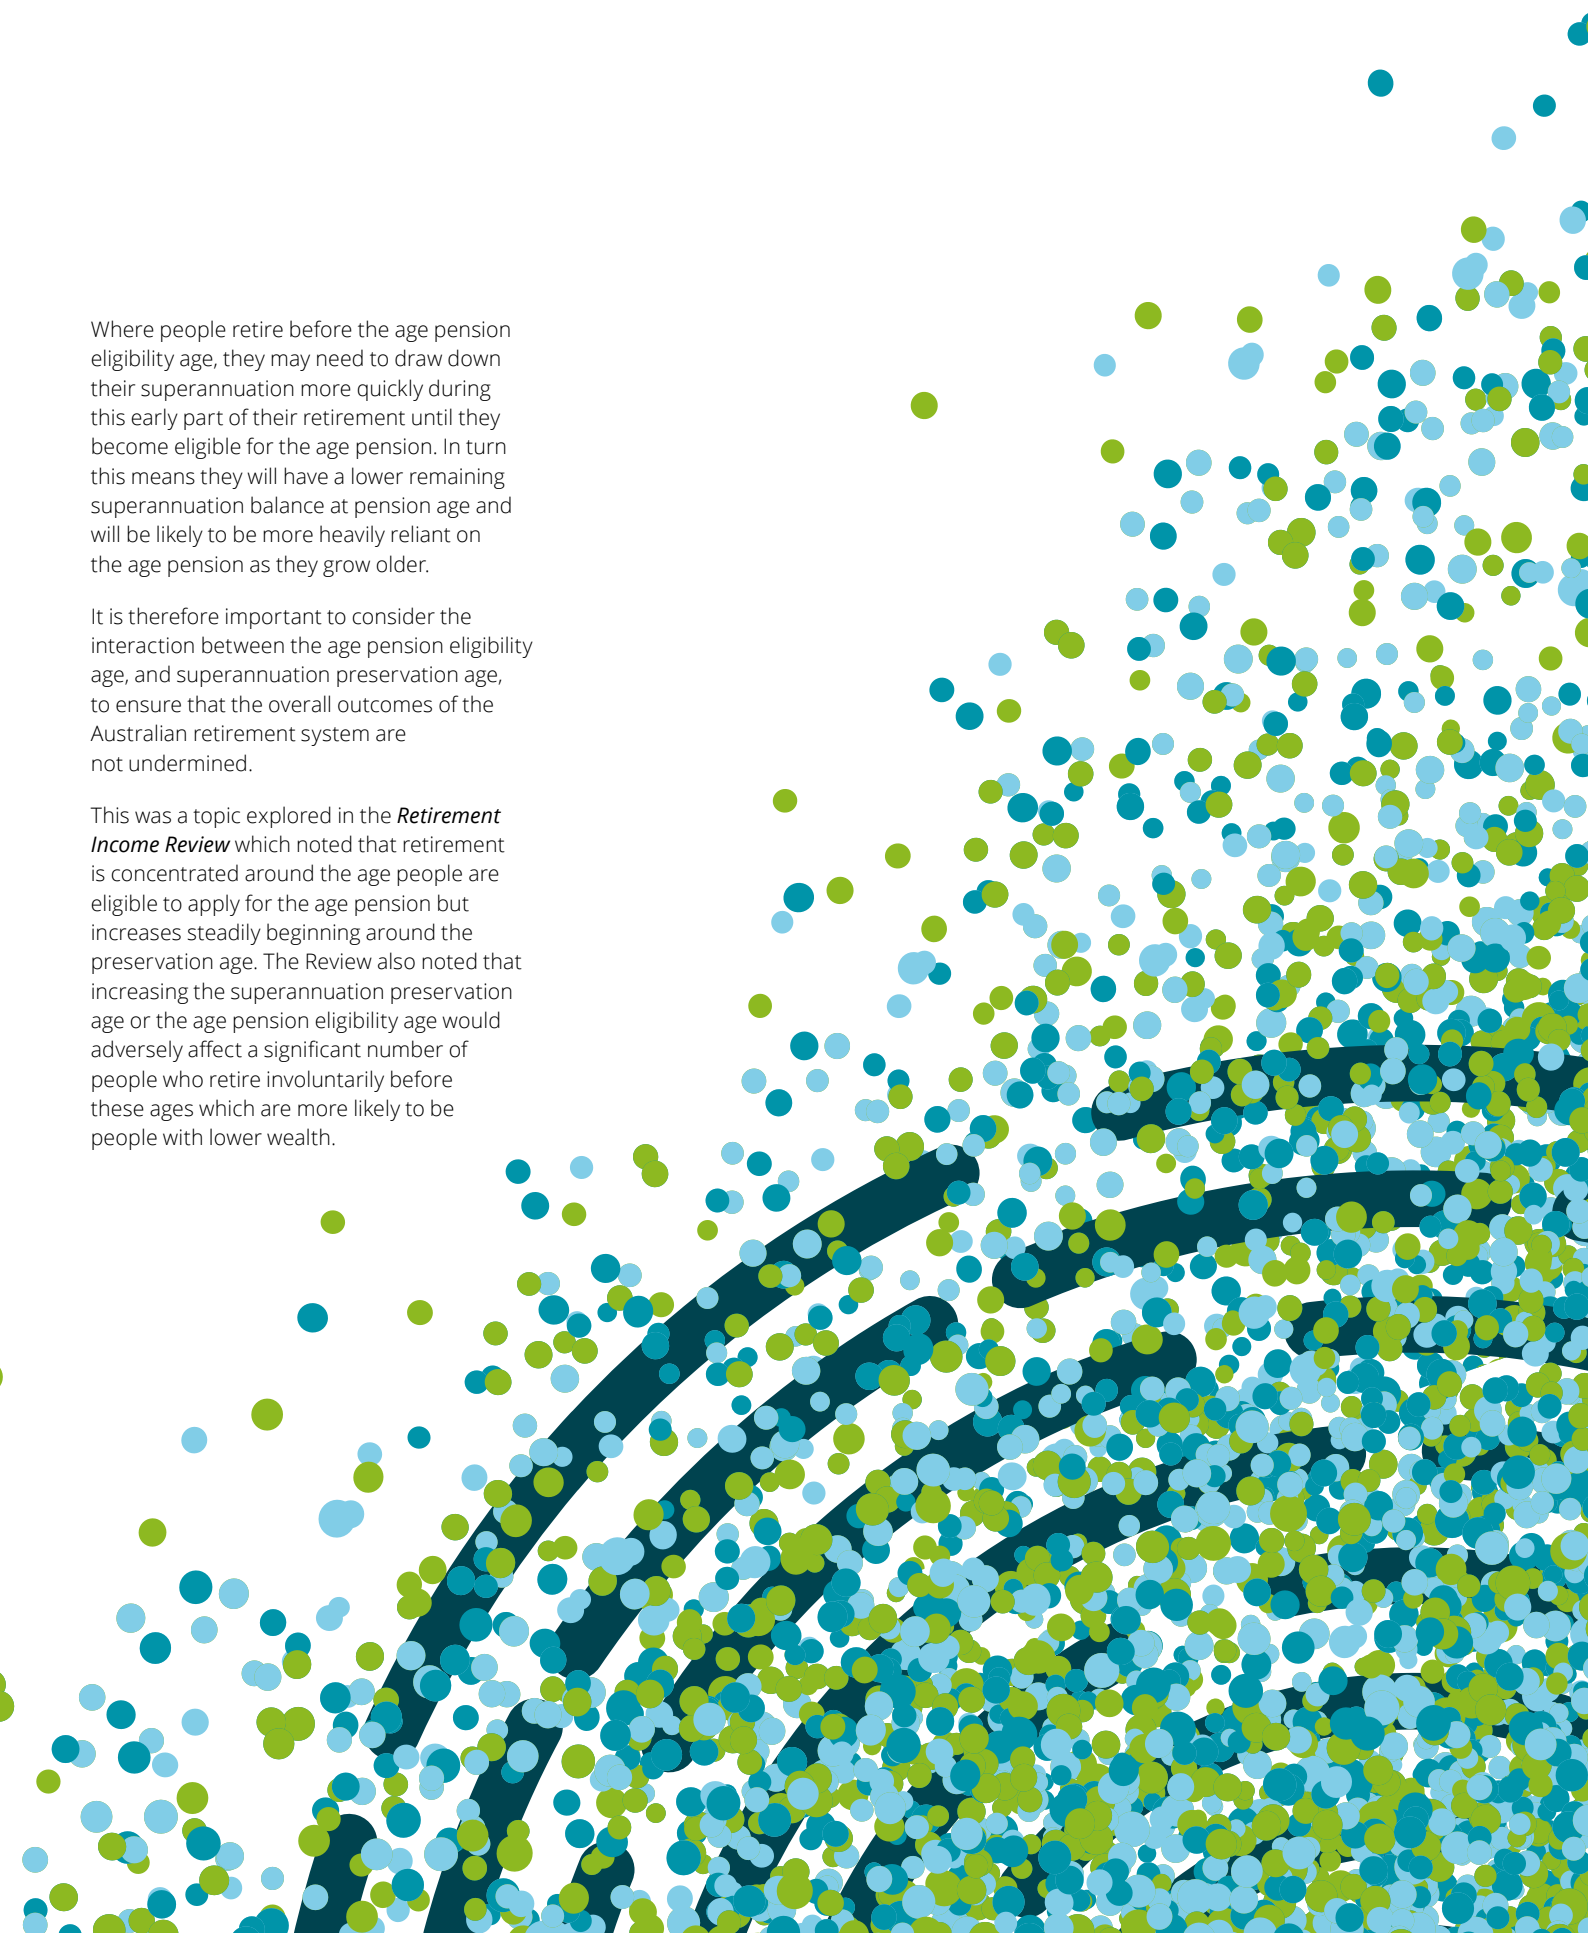 Where people retire before the age pension
eligibility age, they may need to draw down
their superannuation more quickly during
this early part of their retirement until they
become eligible for the age pension. In turn
this means they will have a lower remaining
superannuation balance at pension age and
will be likely to be more heavily reliant on
the age pension as they grow older.
It is therefore important to consider the
interaction between the age pension eligibility
age, and superannuation preservation age,
to ensure that the overall outcomes of the
Australian retirement system are
not undermined.
This was a topic explored in the Retirement
Income Review which noted that retirement
is concentrated around the age people are
eligible to apply for the age pension but
increases steadily beginning around the
preservation age. The Review also noted that
increasing the superannuation preservation
age or the age pension eligibility age would
adversely affect a significant number of
people who retire involuntarily before
these ages which are more likely to be
people with lower wealth.